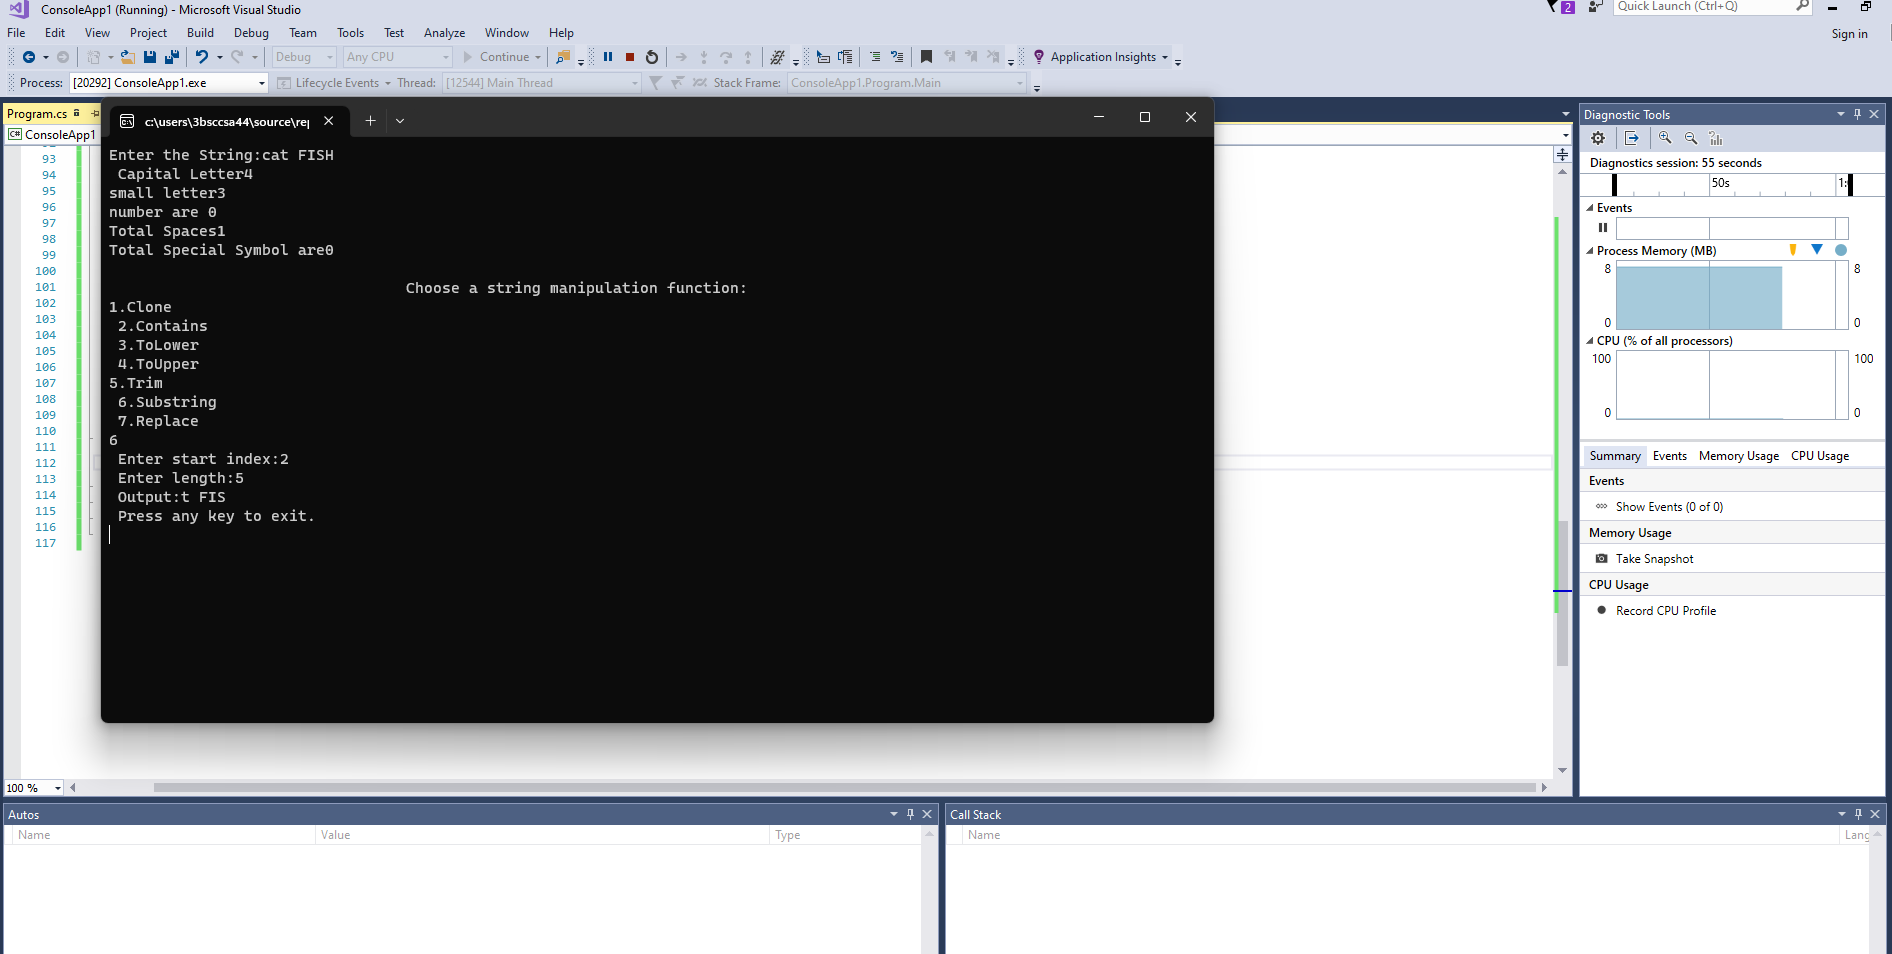 ConsoleApp1 (Running) - Microsoft Visual Studio
2
Quick Launch (Ctrl+Q)
File Edit View Project Build Debug Team Tools Test Analyze Window Help
Sign in
Debug Any CPU Continue Application Insights
Process: [20292] ConsoleApp1.exe Lifecycle Events Thread: [12544] Main Thread Stack Frame: ConsoleApp1.Program.Main
Program.cs
C# ConsoleApp1
c:\users\3bsccsa44\source\rep
93
94
95
96
97
98
99
100
101
102
103
104
105
106
107
108
109
110
111
112
113
114
115
116
117
Enter the String:cat FISH
Capital Letter4
small letter3
number are 0
Total Spaces1
Total Special Symbol are0
Choose a string manipulation function:
1.Clone
2.Contains
3.ToLower
4.ToUpper
5.Trim
6.Substring
7.Replace
6
Enter start index:2
Enter length:5
Output:t FIS
Press any key to exit.
100 %
Diagnostic Tools
Diagnostics session: 55 seconds
50s
Events
Process Memory (MB)
8 8
0 0
CPU (% of all processors)
100 100
0 0
Summary Events Memory Usage CPU Usage
Events
Show Events (0 of 0)
Memory Usage
Take Snapshot
CPU Usage
Record CPU Profile
Autos
Name Value Type
Call Stack
Name Lang